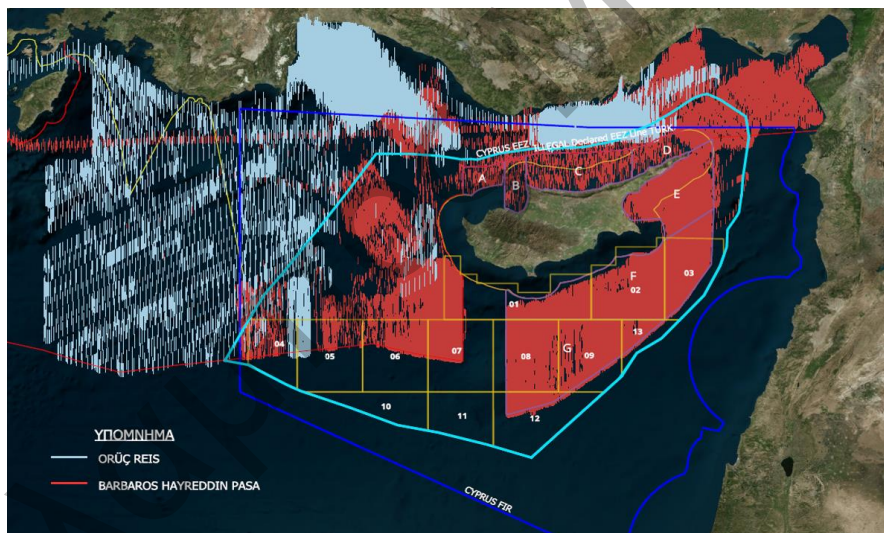 CYPRUS EEZ - ILLEGAL Declared EEZ Line TURK
A
B
C
D
E
F
03
02
01
13
04
05
06
07
08
G
09
10
11
12
ΥΠΟΜΝΗΜΑ
ORÜÇ REIS
BARBAROS HAYREDDIN PASA
CYPRUS FIR